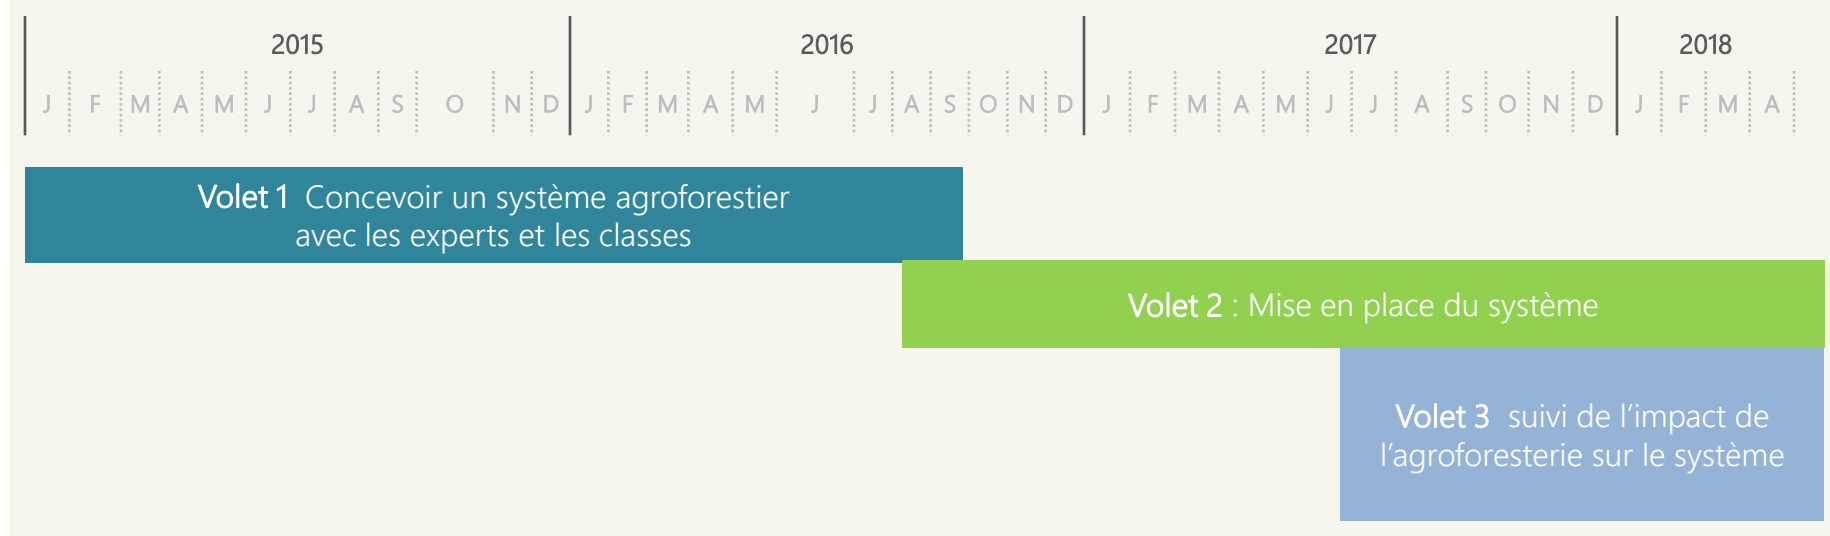 2015 2016 2017 2018
J F M A M J J A S O N D J F M A M J J A S O N D J F M A M J J A S O N D J F M A
Volet 1 Concevoir un système agroforestier
avec les experts et les classes
Volet 2 : Mise en place du système
Volet 3 suivi de l’impact de
l’agroforesterie sur le système